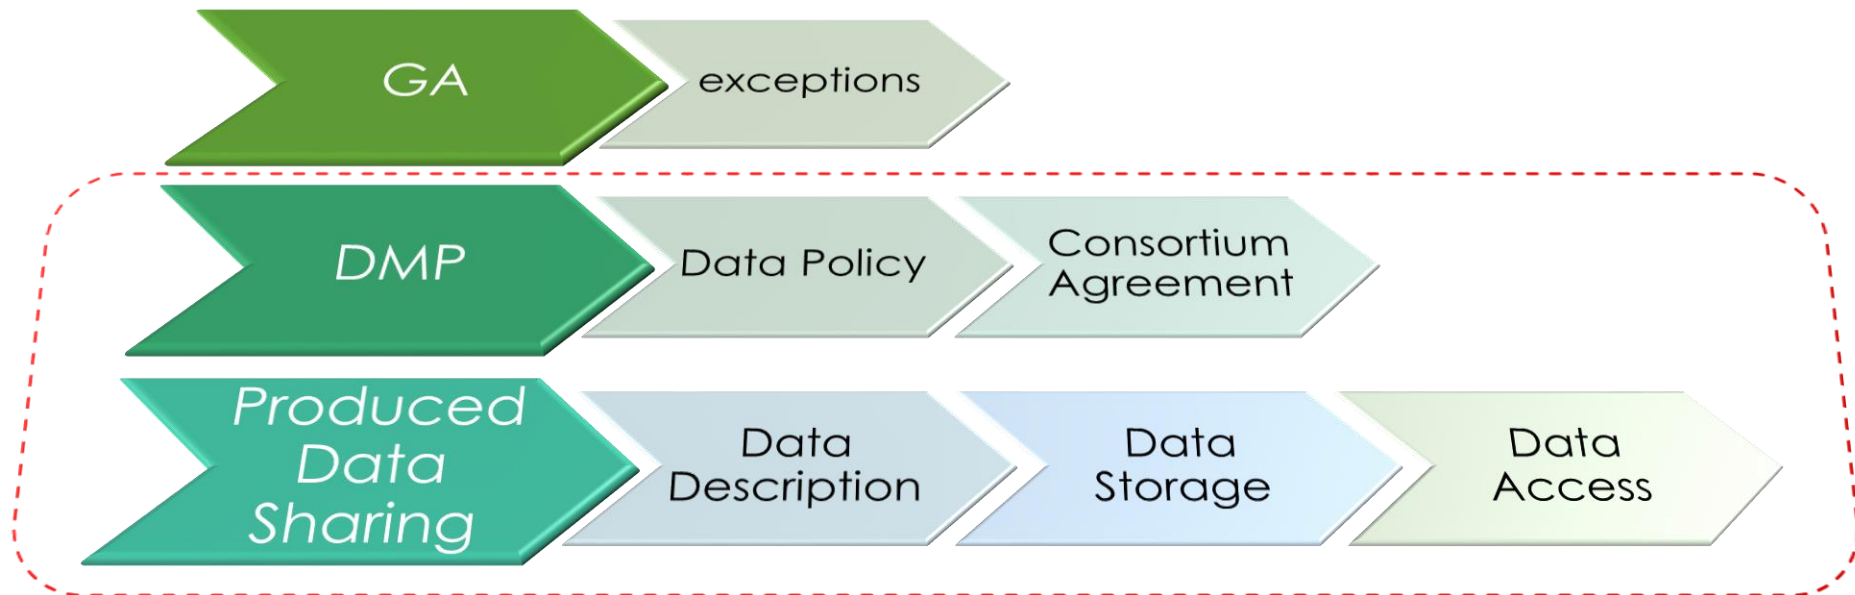 GA
exceptions
DMP
Data Policy
Consortium
Agreement
Produced
Data
Sharing
Data
Description
Data
Storage
Data
Access